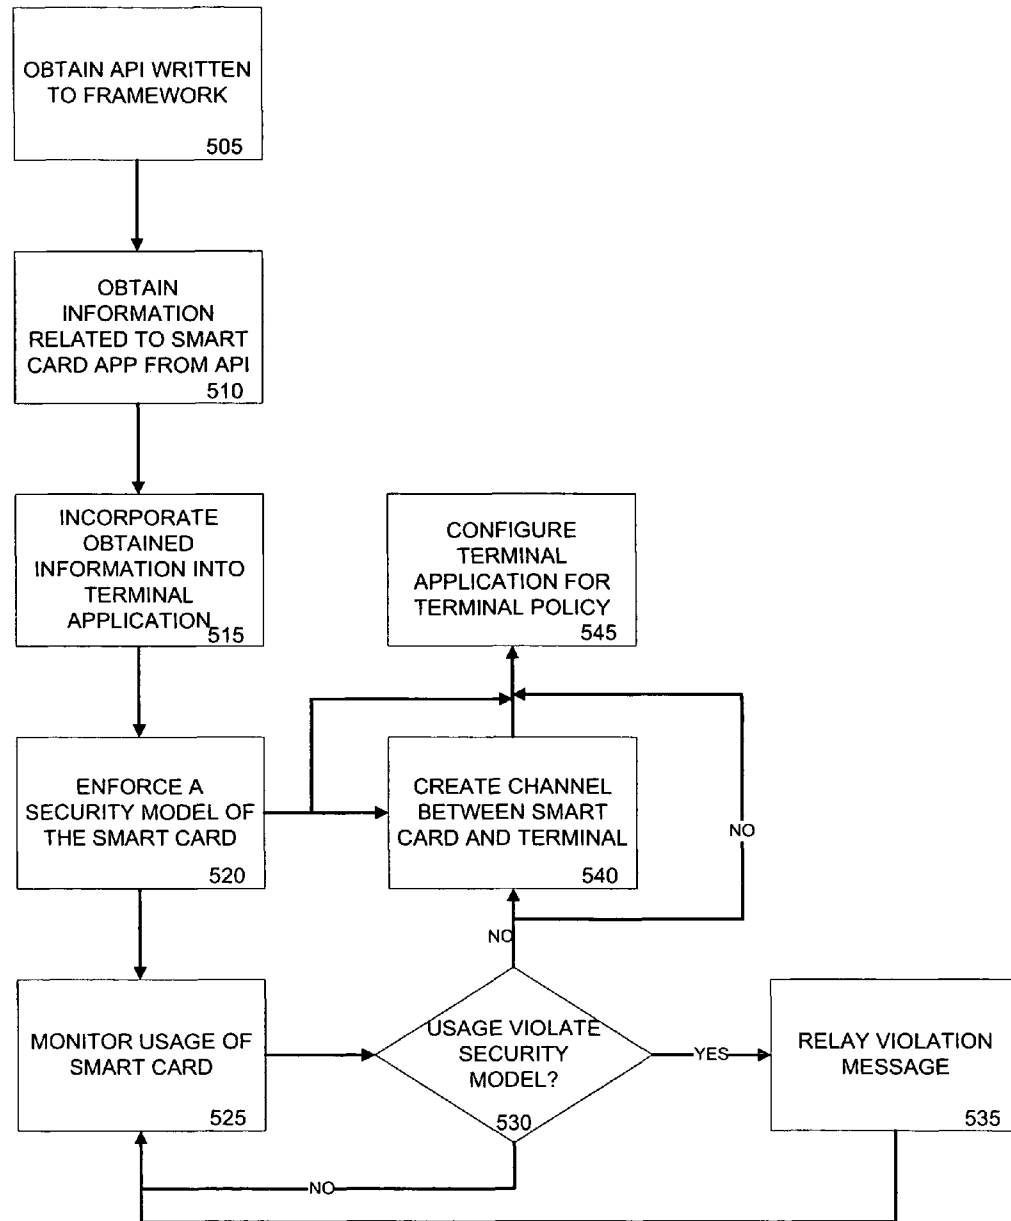 OBTAIN API WRITTEN
TO FRAMEWORK
505
OBTAIN
INFORMATION
RELATED TO SMART
CARD APP FROM API
510
INCORPORATE
OBTAINED
INFORMATION INTO
TERMINAL
APPLICATION
515
CONFIGURE
TERMINAL
APPLICATION FOR
TERMINAL POLICY
545
ENFORCE A
SECURITY MODEL OF
THE SMART CARD
520
CREATE CHANNEL
BETWEEN SMART
CARD AND TERMINAL
540
NO
NO
MONITOR USAGE OF
SMART CARD
525
USAGE VIOLATE
SECURITY
MODEL?
530
YES
RELAY VIOLATION
MESSAGE
535
NO